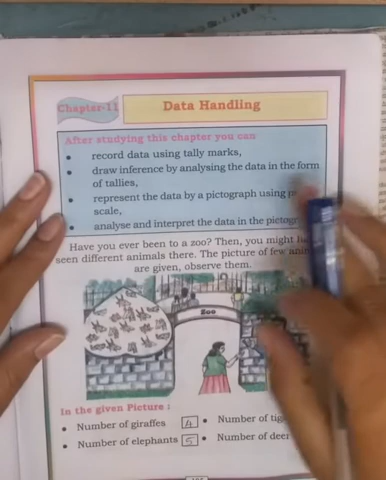 Chapter-11
Data Handling
After studying this chapter you can
• record data using tally marks,
• draw inference by analysing the data in the form
of tallies,
• represent the data by a pictograph using
scale,
• analyse and interpret the data in the
Have you ever been to a zoo? Then, you might
seen different animals there. The picture of few
are given, observe them.
Zoo
In the given Picture :
• Number of giraffes 4 • Number of
• Number of elephants 5 • Number of deer